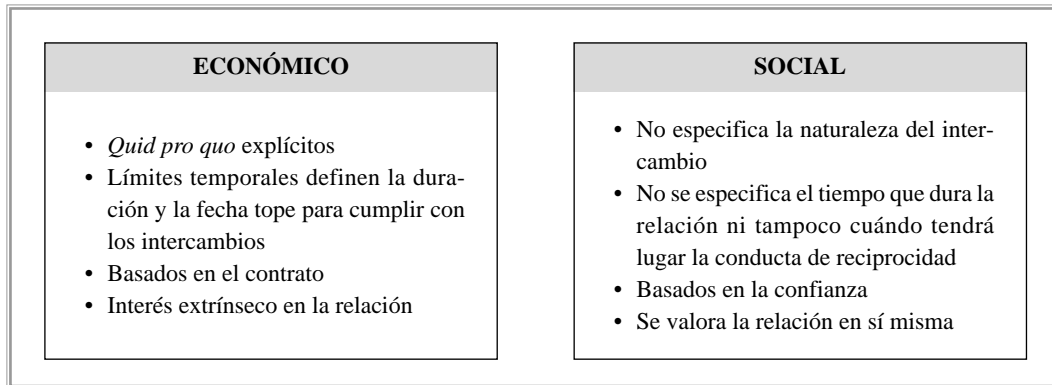 ECONÓMICO
• Quid pro quo explícitos
• Límites temporales definen la dura-
ción y la fecha tope para cumplir con
los intercambios
• Basados en el contrato
• Interés extrínseco en la relación
SOCIAL
• No especifica la naturaleza del inter-
cambio
• No se especifica el tiempo que dura la
relación ni tampoco cuándo tendrá
lugar la conducta de reciprocidad
• Basados en la confianza
• Se valora la relación en sí misma